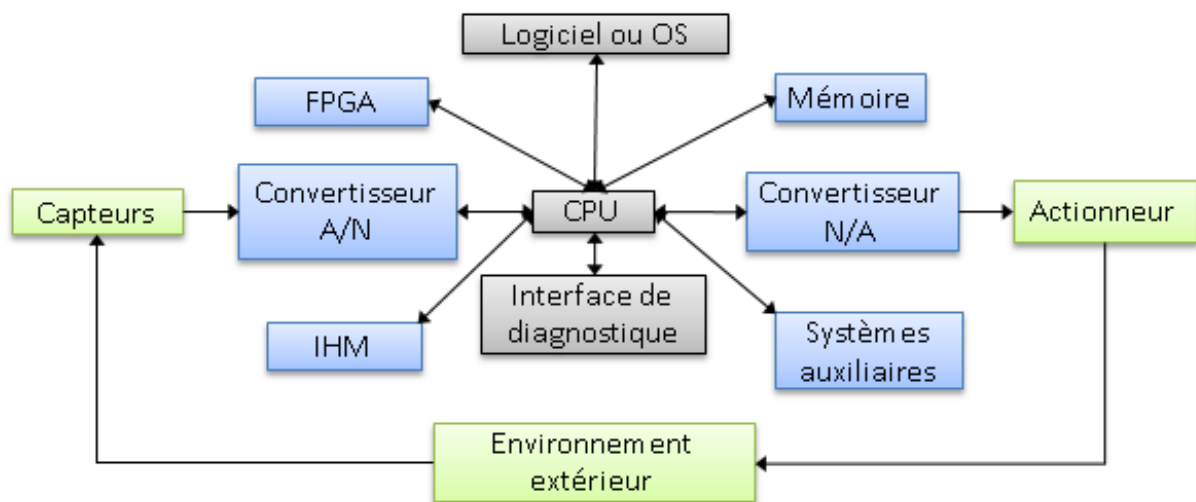 Logiciel ou OS
FPGA
Mémoire
Capteurs
Convertisseur
A/N
CPU
Convertisseur
N/A
Actionneur
Interface de
diagnostique
IHM
Systèmes
auxiliaires
Environnement
extérieur